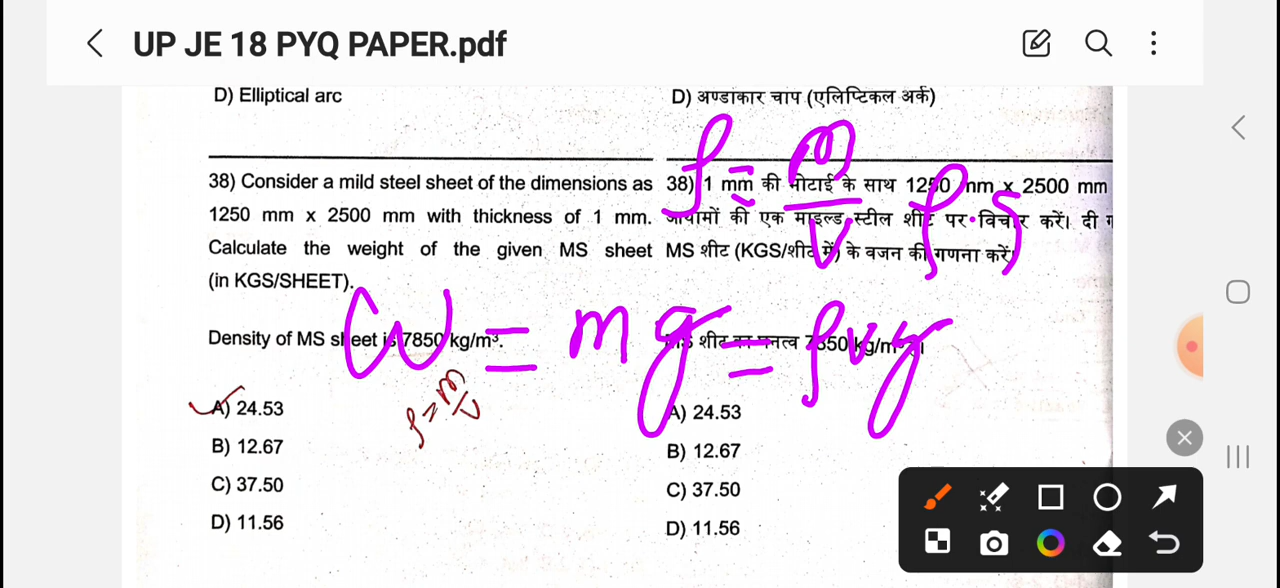 UP JE 18 PYQ PAPER.pdf
D) Elliptical arc
D) अण्डाकार चाप (एलिप्टिकल अर्क)
38) Consider a mild steel sheet of the dimensions as
1250 mm x 2500 mm with thickness of 1 mm.
Calculate the weight of the given MS sheet
(in KGS/SHEET).
Density of MS sheet is 7850 kg/m³.
A) 24.53
B) 12.67
C) 37.50
D) 11.56
ρ = m/v
38) 1 mm की मोटाई के साथ 1250 mm x 2500 mm
आयामों की एक माइल्ड स्टील शीट पर विचार करें। दी
MS शीट (KGS/शीट में) के वजन की गणना करें।
शीट का घनत्व 7850 kg/m³
A) 24.53
B) 12.67
C) 37.50
D) 11.56
ρ = m/V
W = mg = ρvg